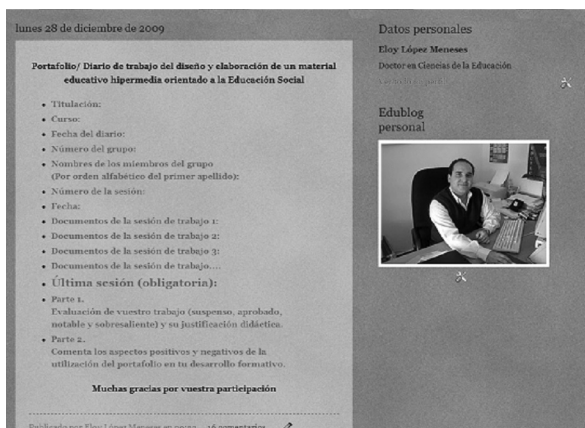 lunes 28 de diciembre de 2009
Portafolio/ Diario de trabajo del diseño y elaboración de un material
educativo hipermedia orientado a la Educación Social
Titulación:
Curso:
Fecha del diario:
Número del grupo:
Nombres de los miembros del grupo
(Por orden alfabético del primer apellido):
Número de la sesión:
Fecha:
Documentos de la sesión de trabajo 1:
Documentos de la sesión de trabajo 2:
Documentos de la sesión de trabajo 3:
Documentos de la sesión de trabajo....
Última sesión (obligatoria):
Parte 1.
Evaluación de vuestro trabajo (suspenso, aprobado,
notable y sobresaliente) y su justificación didáctica.
Parte 2.
Comenta los aspectos positivos y negativos de la
utilización del portafolio en tu desarrollo formativo.
Muchas gracias por vuestra participación
Publicado por Eloy López Meneses en 16 comentarios
Datos personales
Eloy López Meneses
Doctor en Ciencias de la Educación
Edublog
personal